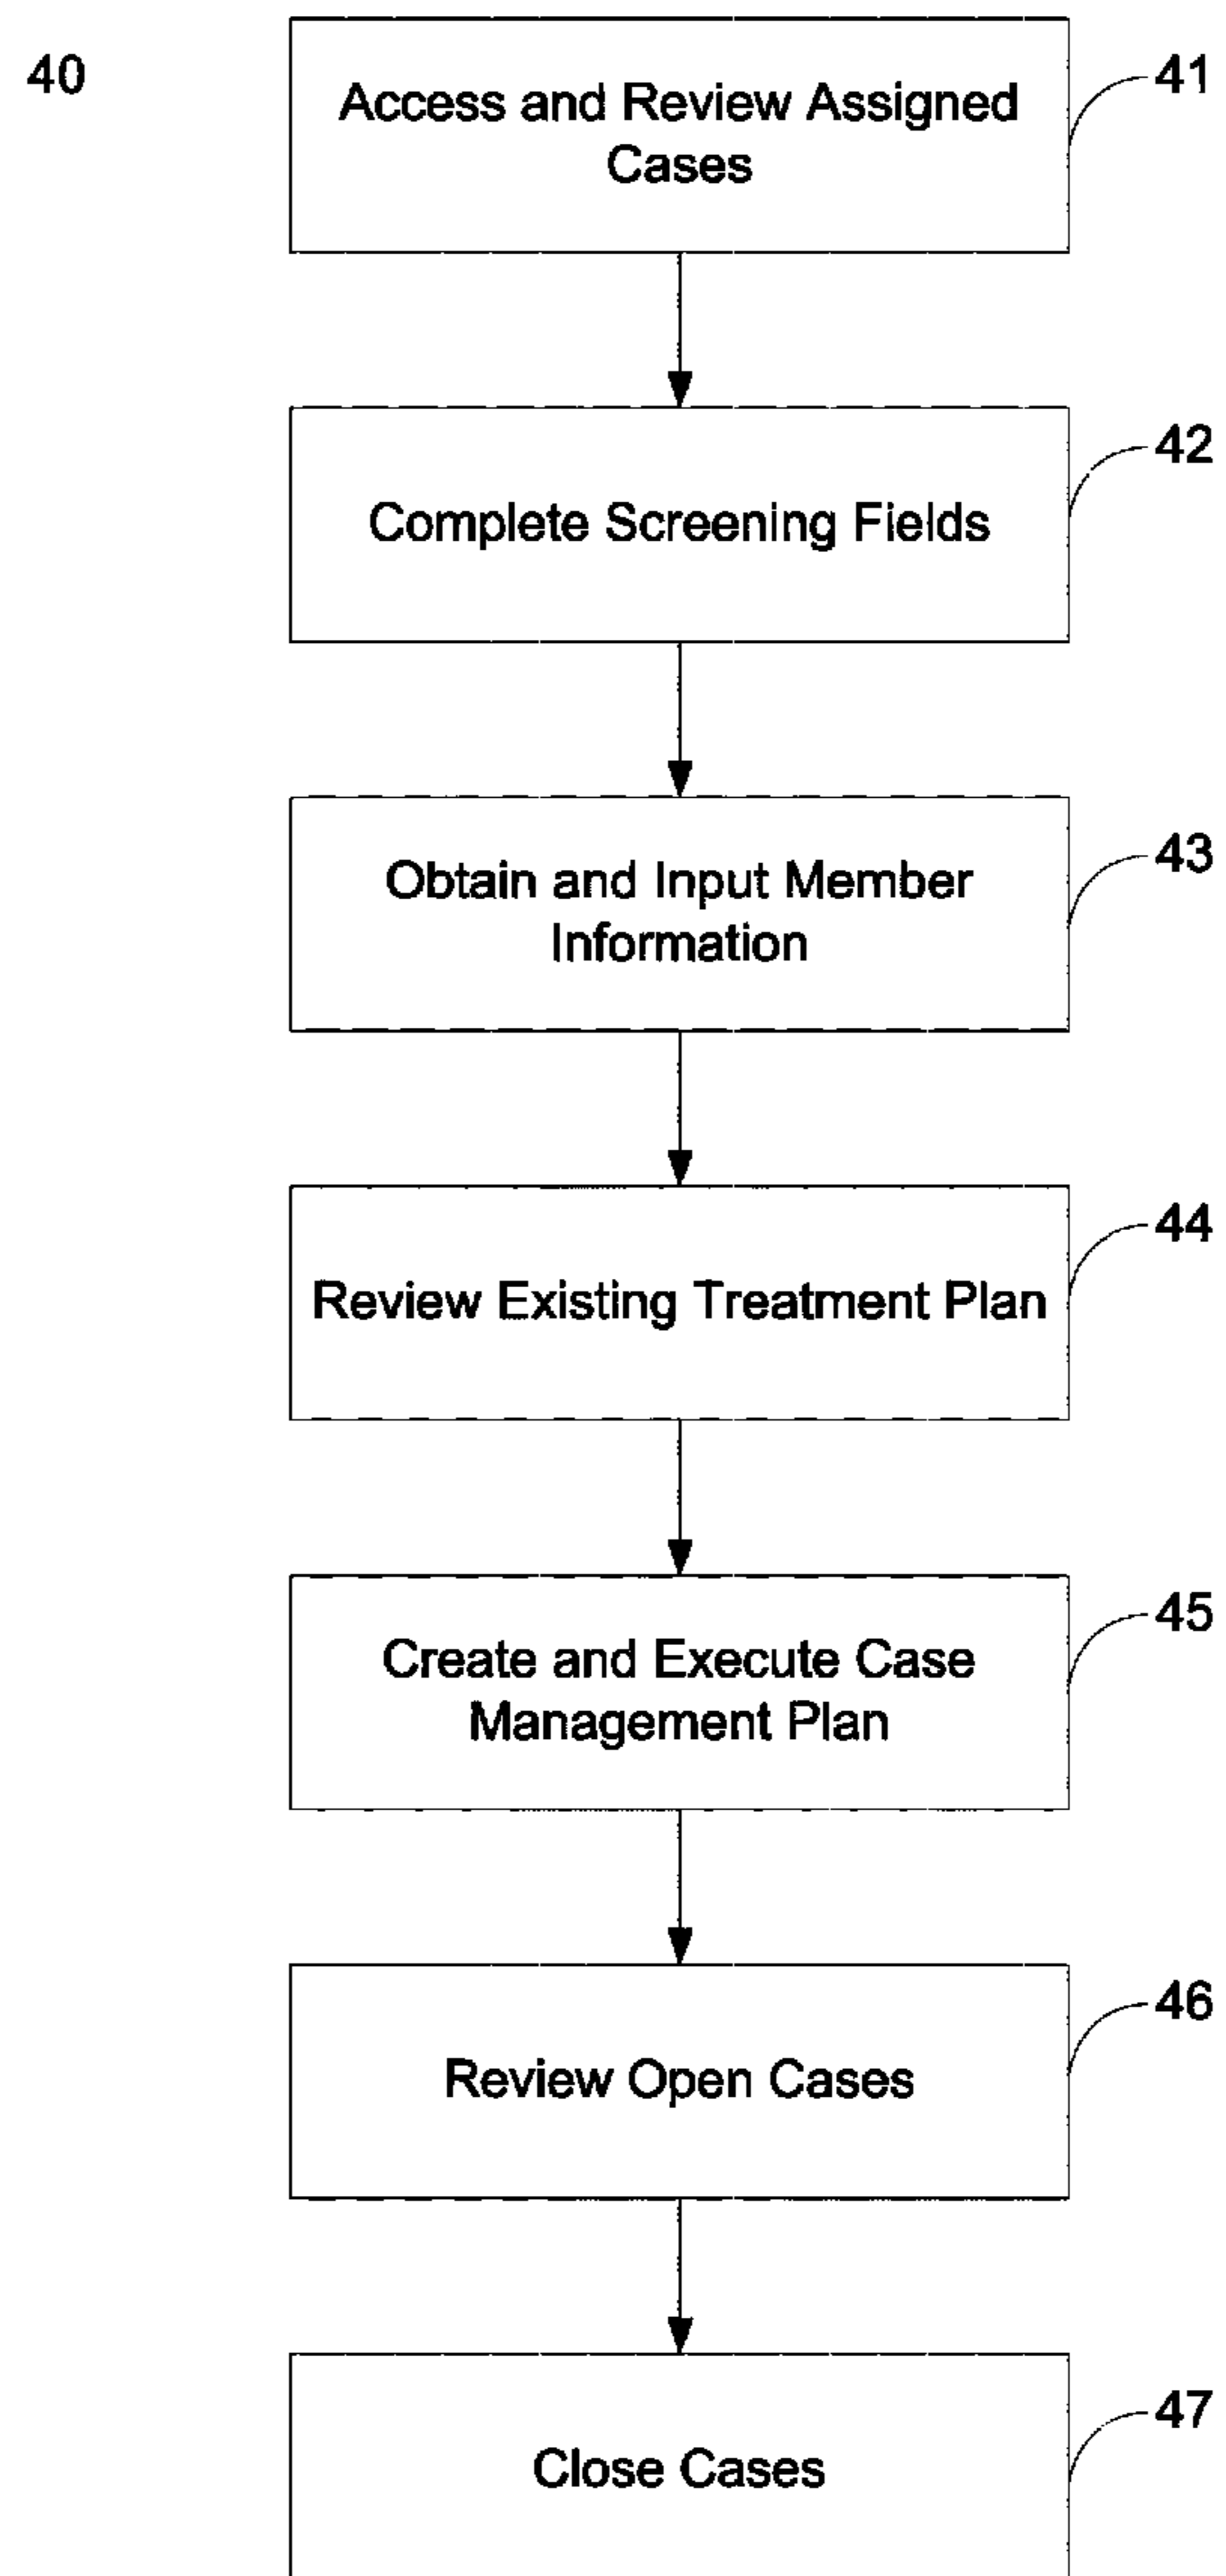 40
Access and Review Assigned
Cases
41
Complete Screening Fields
42
Obtain and Input Member
Information
43
Review Existing Treatment Plan
44
Create and Execute Case
Management Plan
45
Review Open Cases
46
Close Cases
47